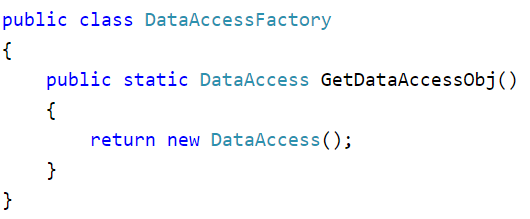 public class DataAccessFactory
{
    public static DataAccess GetDataAccessObj()
    {
        return new DataAccess();
    }
}